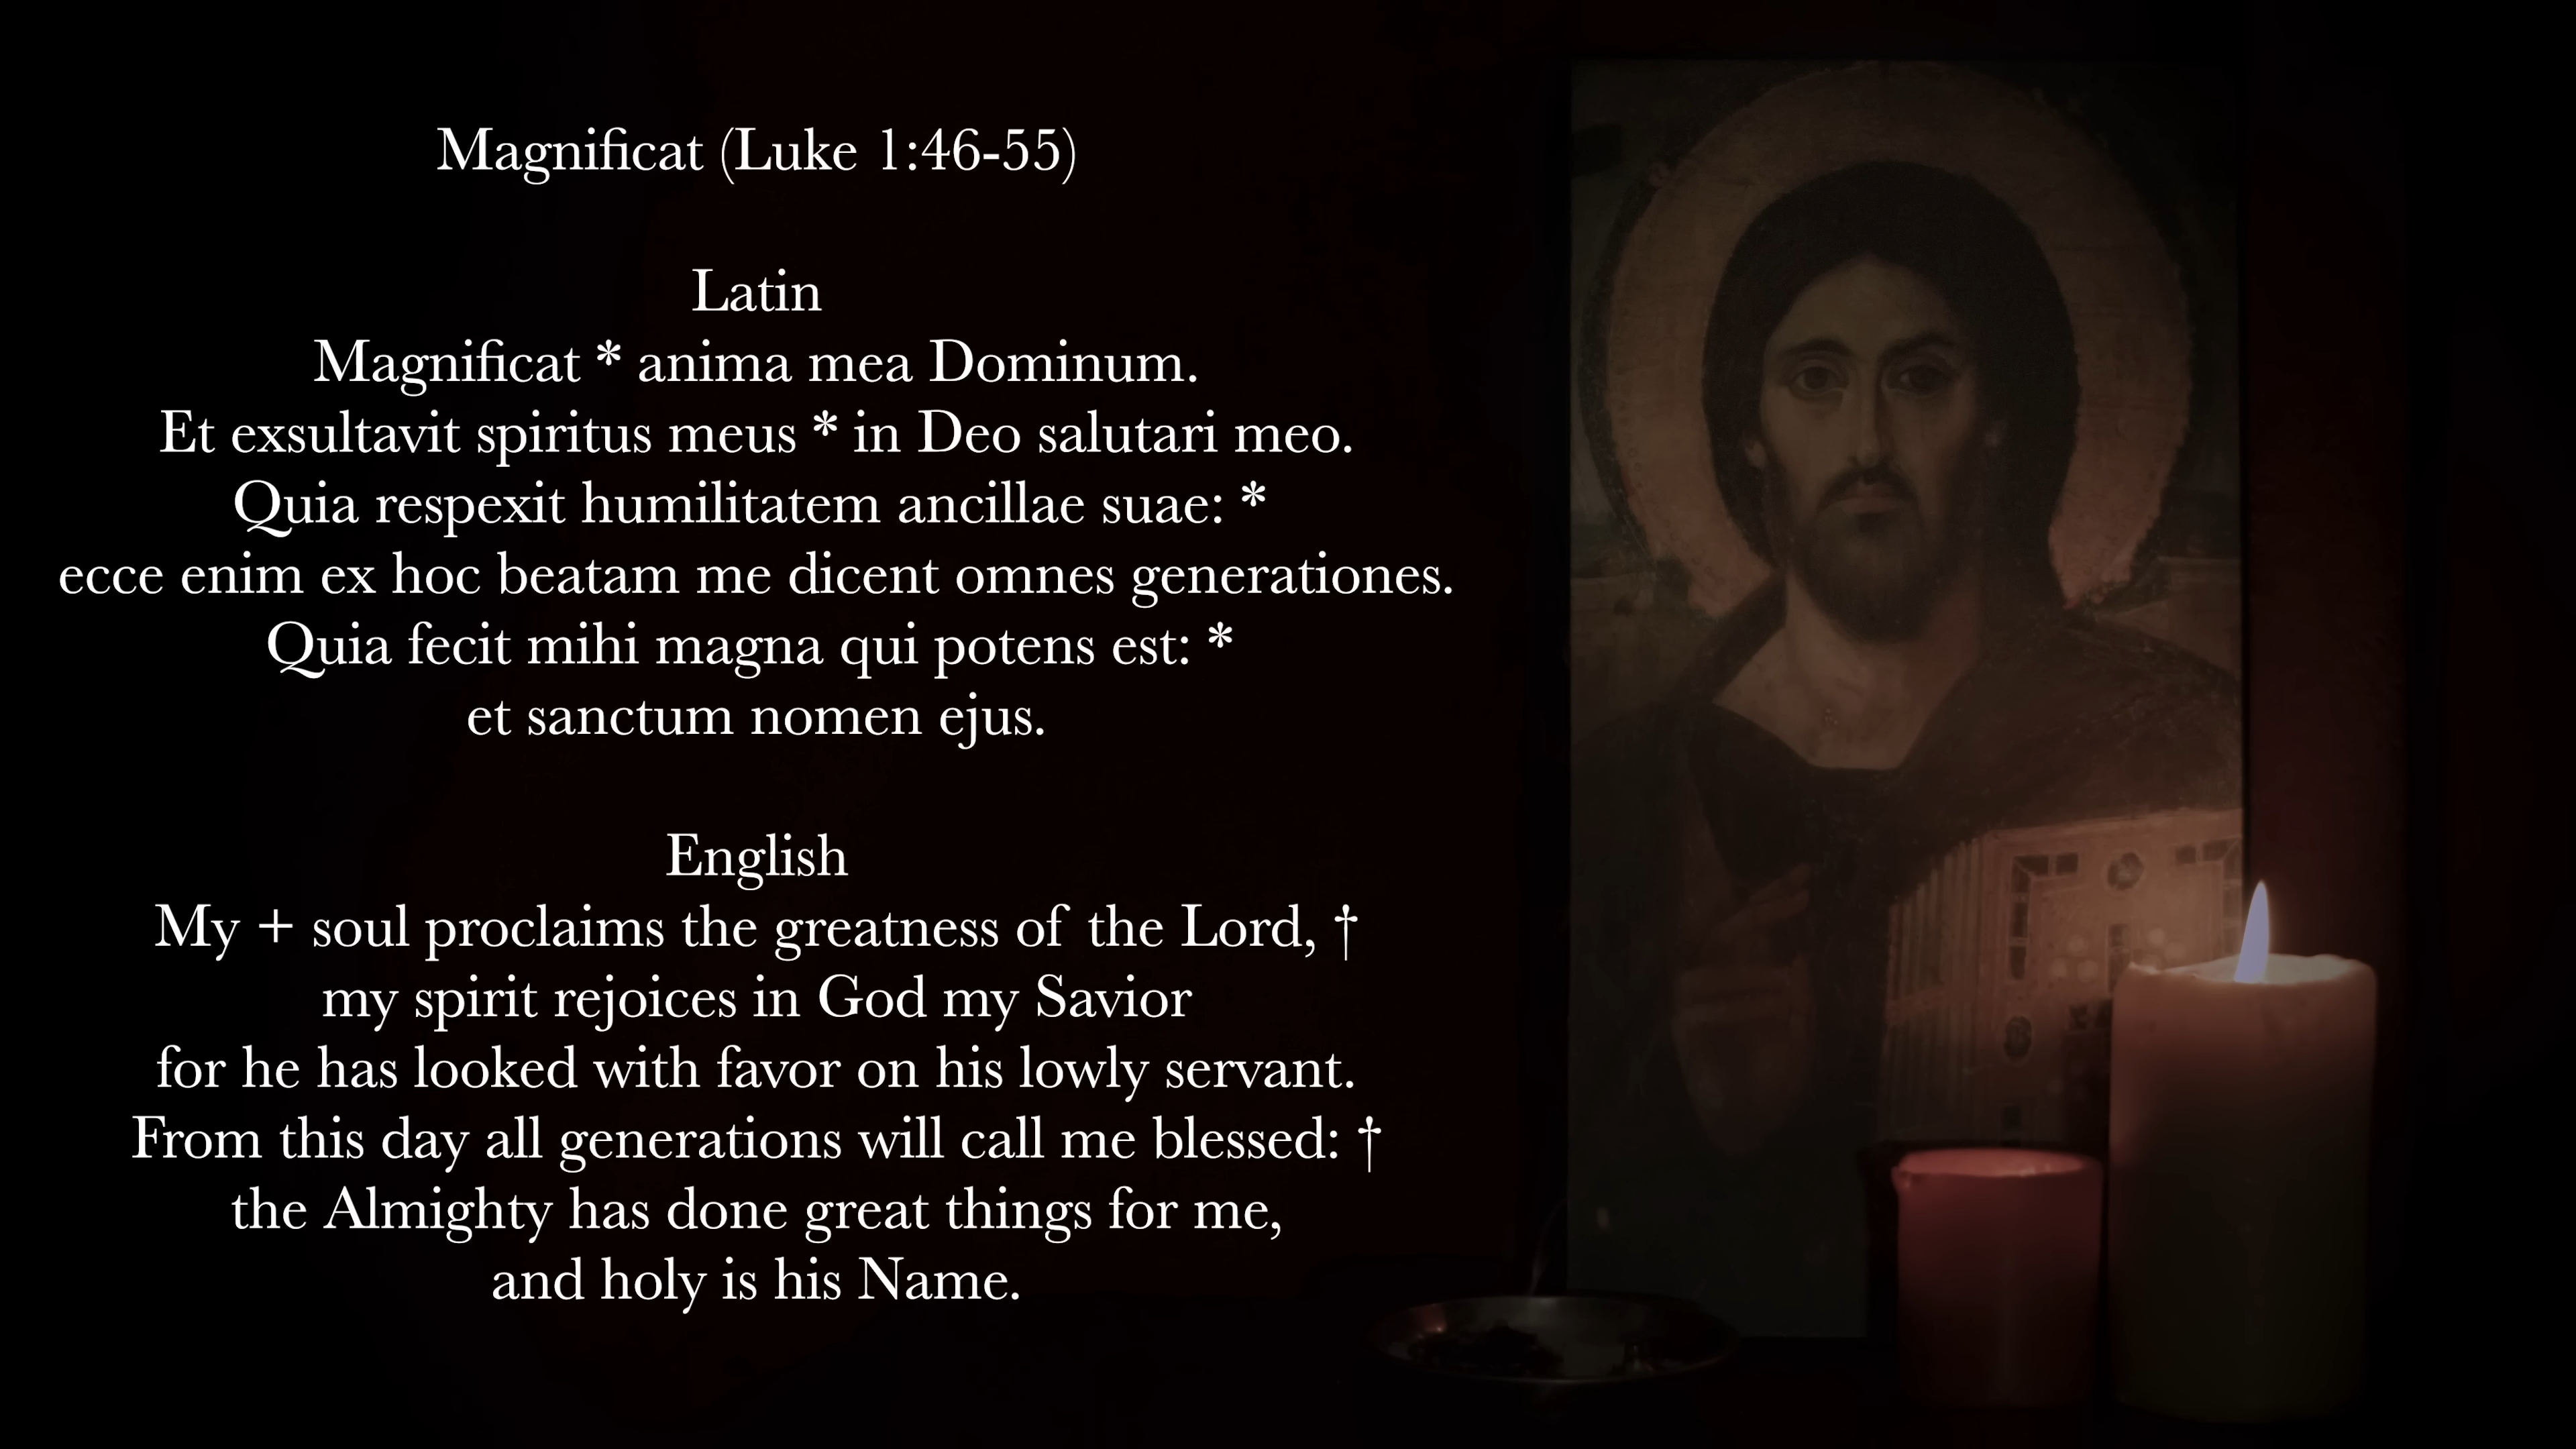 Magnificat (Luke 1:46-55)
Latin
Magnificat * anima mea Dominum.
Et exsultavit spiritus meus * in Deo salutari meo.
Quia respexit humilitatem ancillae suae: *
ecce enim ex hoc beatam me dicent omnes generationes.
Quia fecit mihi magna qui potens est: *
et sanctum nomen ejus.
English
My + soul proclaims the greatness of the Lord, †
my spirit rejoices in God my Savior
for he has looked with favor on his lowly servant.
From this day all generations will call me blessed: †
the Almighty has done great things for me,
and holy is his Name.